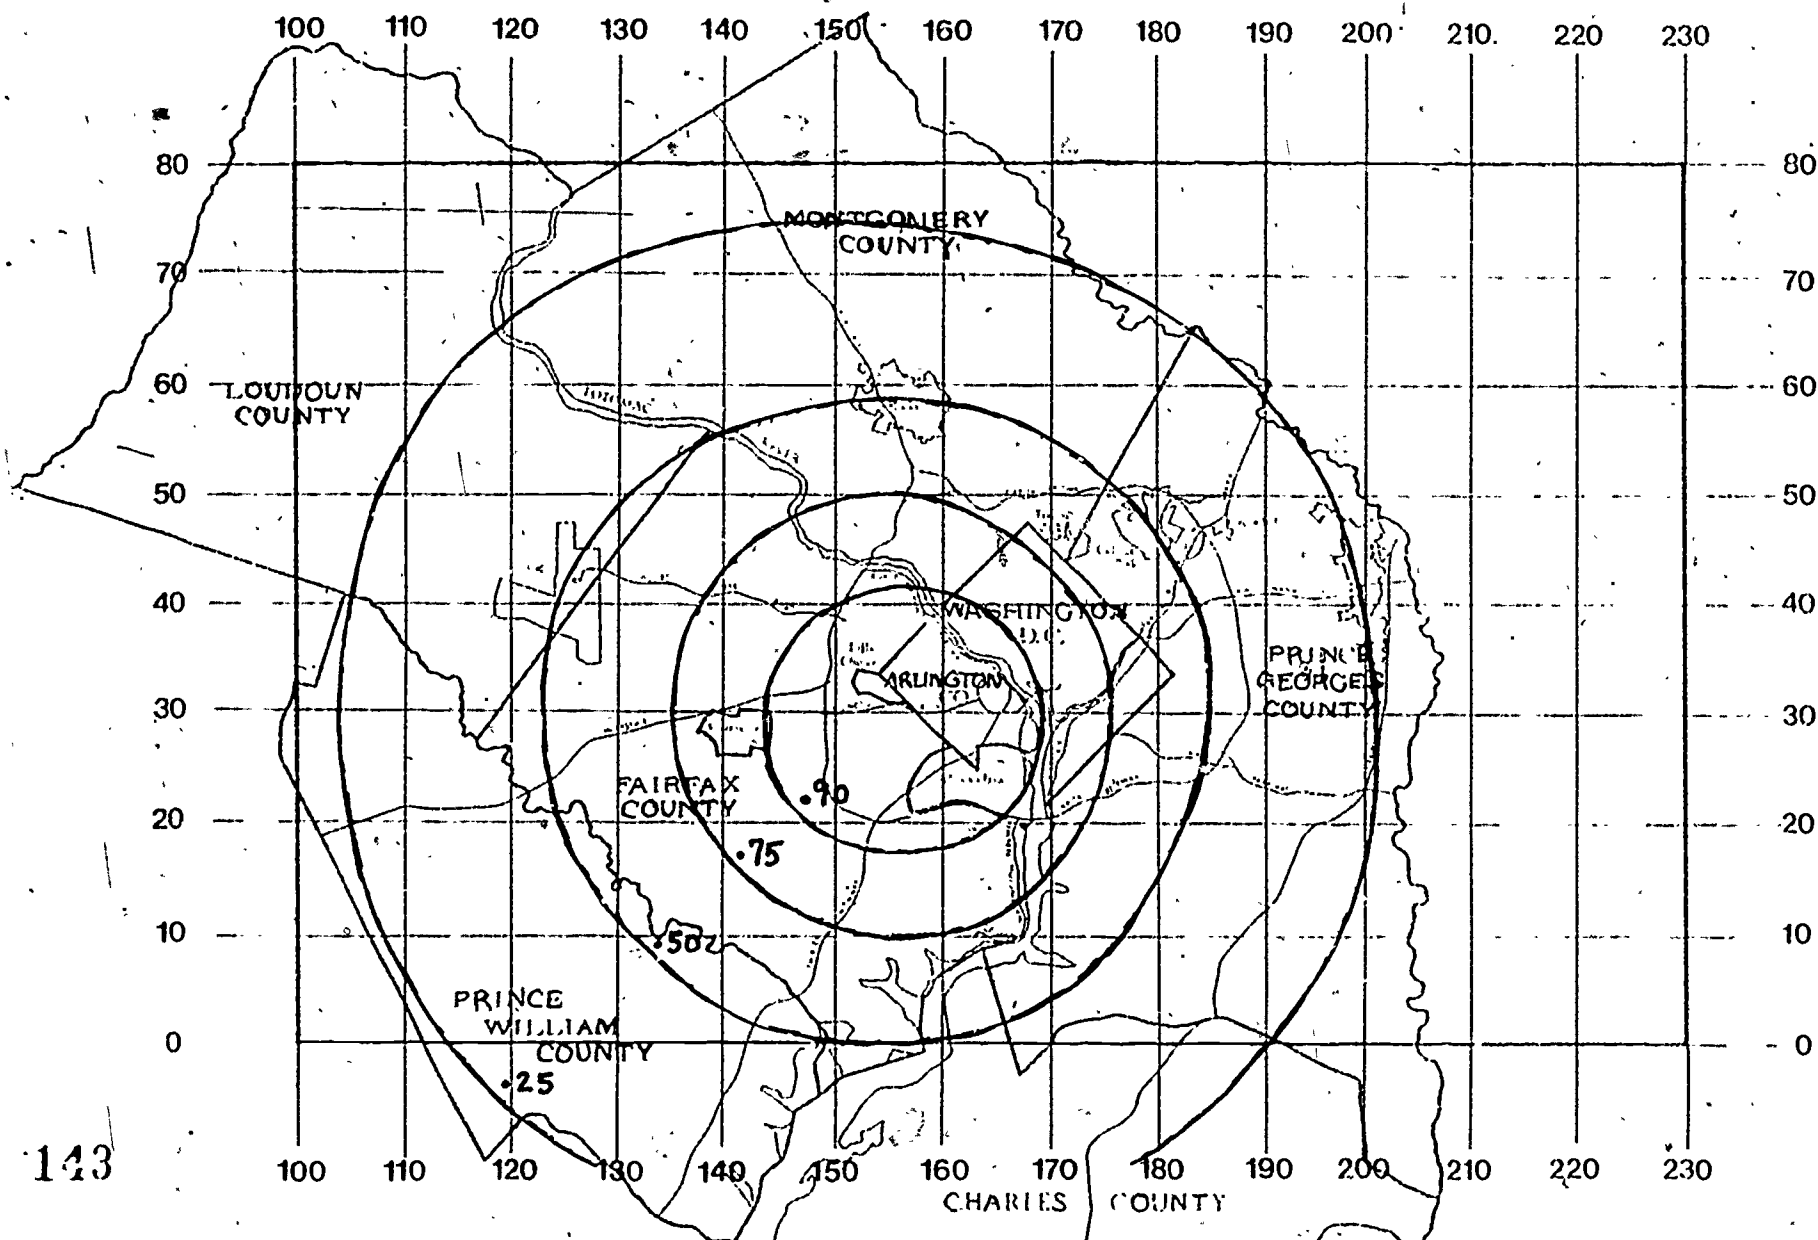 100 110 120 130 140 150 160 170 180 190 200 210 220 230
80 80
MONTGOMERY
COUNTY
70 70
60 60
LOUDOUN
COUNTY
POTOMAC
RIVER
50 50
40 40
WASHINGTON
D.C.
PRINCE
GEORGES
COUNTY
ARLINGTON
CO
30 30
FAIRFAX
COUNTY
.90
20 20
.75
10 10
.50
PRINCE
WILLIAM
COUNTY
0 0
.25
143
100 110 120 130 140 150 160 170 180 190 200 210 220 230
CHARLES COUNTY